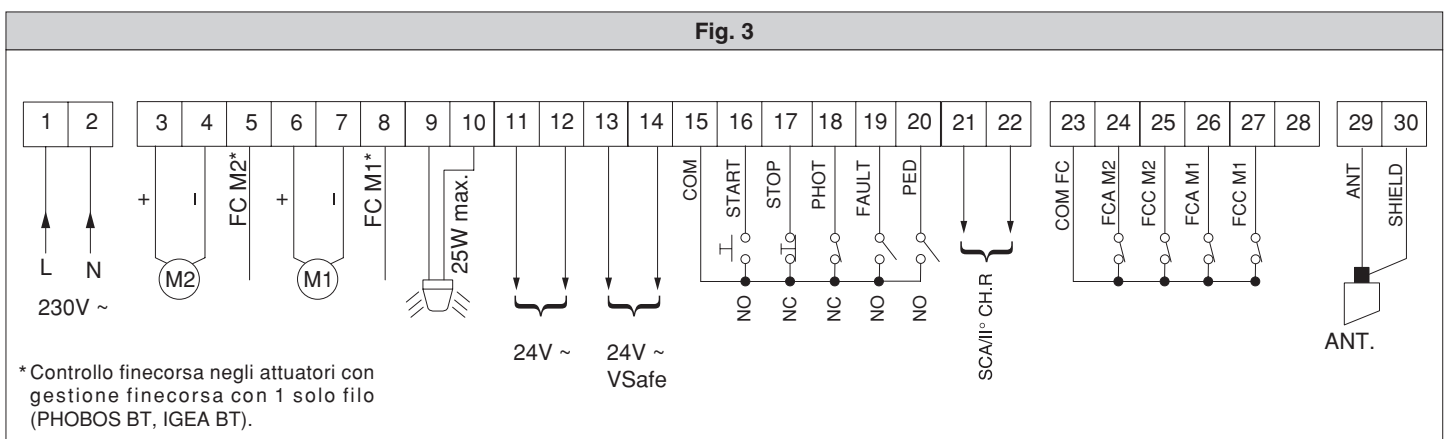 Fig. 3
1 2 3 4 5 6 7 8 9 10 11 12 13 14 15 16 17 18 19 20 21 22 23 24 25 26 27 28 29 30
+ - FC M2* + - FC M1* 25W max. COM START STOP PHOT FAULT PED COM FC FCA M2 FCC M2 FCA M1 FCC M1 ANT SHIELD
L N M2 M1
230V ~
NO NC NC NO NO
SCA/II° CH.R
ANT.
24V ~ 24V ~
VSafe
* Controllo finecorsa negli attuatori con
gestione finecorsa con 1 solo filo
(PHOBOS BT, IGEA BT).